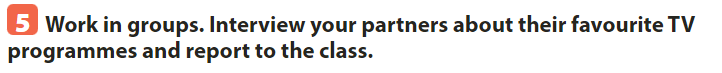 5 Work in groups. Interview your partners about their favourite TV
programmes and report to the class.